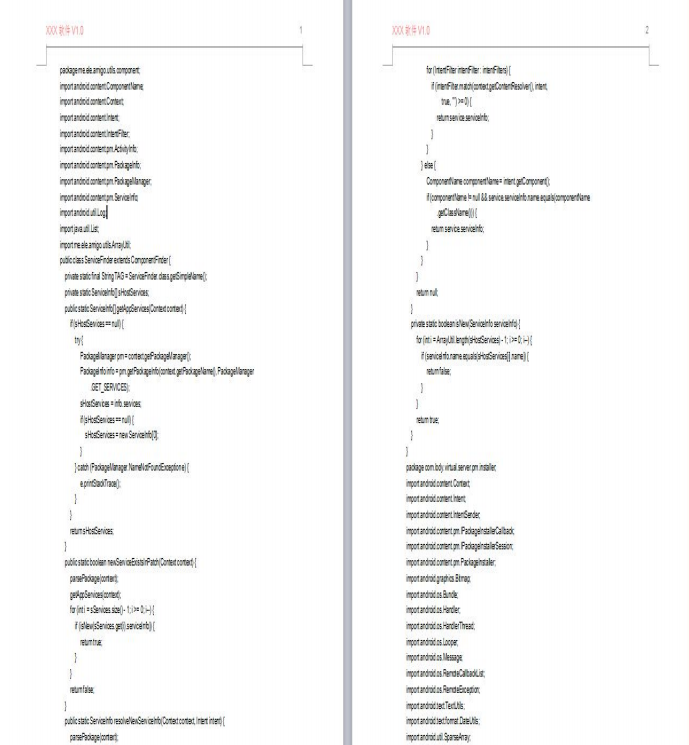 XXX 软件 V1.0
1
package me.ele.amigo.utils.component;
import android.content.ComponentName;
import android.content.Context;
import android.content.Intent;
import android.content.IntentFilter;
import android.content.pm.ActivityInfo;
import android.content.pm.PackageInfo;
import android.content.pm.PackageManager;
import android.content.pm.ServiceInfo;
import android.util.Log;
import java.util.List;
import me.ele.amigo.utils.ArrayUtil;
public class ServiceFinder extends ComponentFinder {
private static final String TAG = ServiceFinder.class.getSimpleName();
private static ServiceInfo[] sHostServices;
public static ServiceInfo[] getAppServices(Context context) {
if (sHostServices == null) {
try {
PackageManager pm = context.getPackageManager();
PackageInfo info = pm.getPackageInfo(context.getPackageName(), PackageManager
.GET_SERVICES);
sHostServices = info.services;
if (sHostServices == null) {
sHostServices = new ServiceInfo[0];
}
} catch (PackageManager.NameNotFoundException e) {
e.printStackTrace();
}
}
return sHostServices;
}
public static boolean newServiceExistsInPatch(Context context) {
parsePackage(context);
getAppServices(context);
for (int i = sServices.size() - 1; i >= 0; i--) {
if (isNew(sServices.get(i).serviceInfo)) {
return true;
}
}
return false;
}
public static ServiceInfo resolveNewServiceInfo(Context context, Intent intent) {
parsePackage(context);
XXX 软件 V1.0
2
for (IntentFilter intentFilter : intentFilters) {
if (intentFilter.match(context.getContentResolver(), intent,
true, "") >= 0) {
return service.serviceInfo;
}
}
} else {
ComponentName componentName = intent.getComponent();
if (componentName != null && service.serviceInfo.name.equals(componentName
.getClassName())) {
return service.serviceInfo;
}
}
}
return null;
}
private static boolean isNew(ServiceInfo serviceInfo) {
for (int i = ArrayUtil.length(sHostServices) - 1; i >= 0; i--) {
if (serviceInfo.name.equals(sHostServices[i].name)) {
return false;
}
}
return true;
}
}
package com.lody.virtual.server.pm.installer;
import android.content.Context;
import android.content.Intent;
import android.content.IntentSender;
import android.content.pm.IPackageInstallerCallback;
import android.content.pm.IPackageInstallerSession;
import android.content.pm.PackageInstaller;
import android.graphics.Bitmap;
import android.os.Bundle;
import android.os.Handler;
import android.os.HandlerThread;
import android.os.Looper;
import android.os.Message;
import android.os.RemoteCallbackList;
import android.os.RemoteException;
import android.text.TextUtils;
import android.text.format.DateUtils;
import android.util.SparseArray;